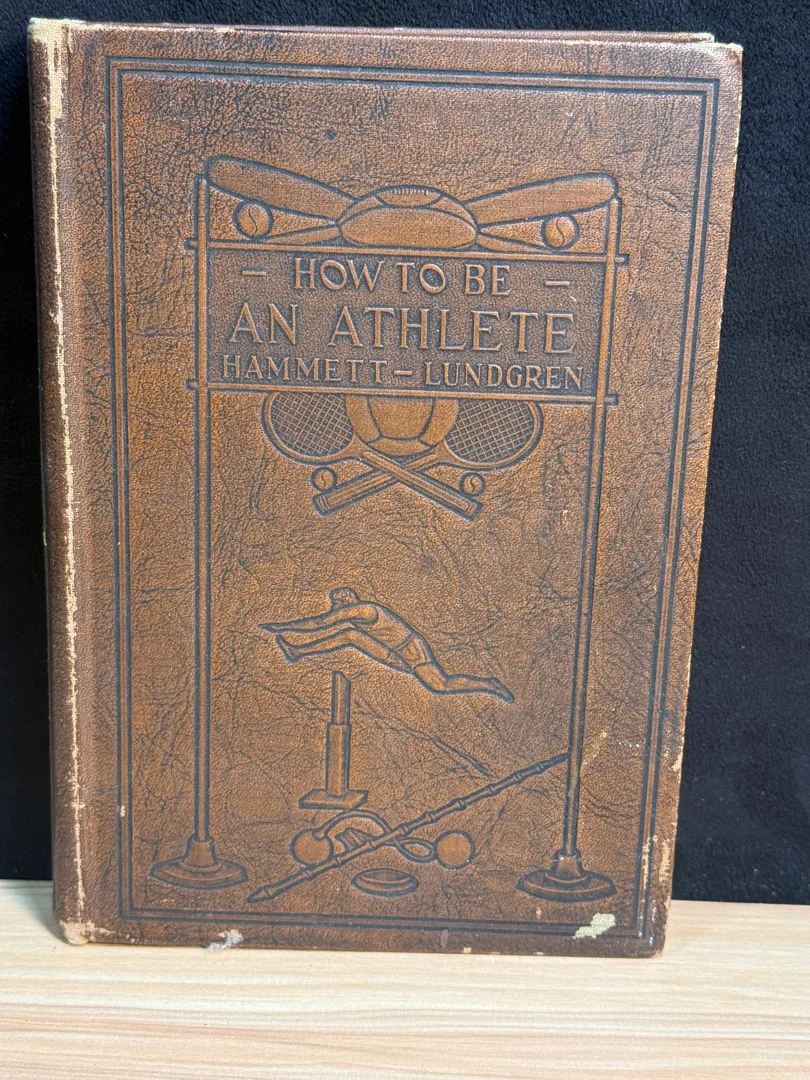 – HOW TO BE –
AN ATHLETE
HAMMETT – LUNDGREN